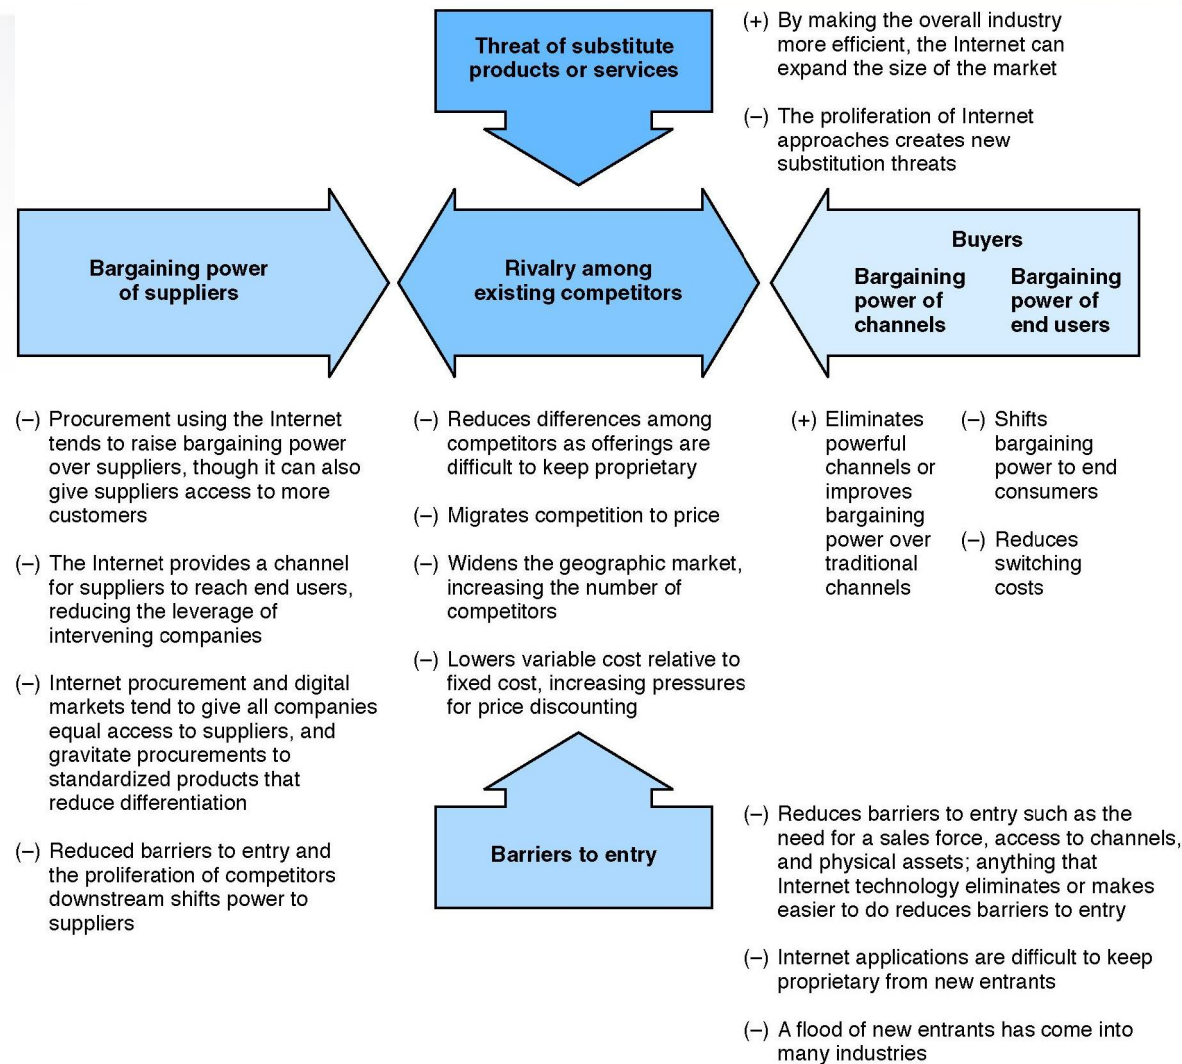 Threat of substitute
products or services
(+) By making the overall industry
more efficient, the Internet can
expand the size of the market
(–) The proliferation of Internet
approaches creates new
substitution threats
Bargaining power
of suppliers
Rivalry among
existing competitors
Buyers
Bargaining
power of
channels
Bargaining
power of
end users
(–) Procurement using the Internet
tends to raise bargaining power
over suppliers, though it can also
give suppliers access to more
customers
(–) The Internet provides a channel
for suppliers to reach end users,
reducing the leverage of
intervening companies
(–) Internet procurement and digital
markets tend to give all companies
equal access to suppliers, and
gravitate procurements to
standardized products that
reduce differentiation
(–) Reduced barriers to entry and
the proliferation of competitors
downstream shifts power to
suppliers
(–) Reduces differences among
competitors as offerings are
difficult to keep proprietary
(–) Migrates competition to price
(–) Widens the geographic market,
increasing the number of
competitors
(–) Lowers variable cost relative to
fixed cost, increasing pressures
for price discounting
(+) Eliminates
powerful
channels or
improves
bargaining
power over
traditional
channels
(–) Shifts
bargaining
power to end
consumers
(–) Reduces
switching
costs
Barriers to entry
(–) Reduces barriers to entry such as the
need for a sales force, access to channels,
and physical assets; anything that
Internet technology eliminates or makes
easier to do reduces barriers to entry
(–) Internet applications are difficult to keep
proprietary from new entrants
(–) A flood of new entrants has come into
many industries